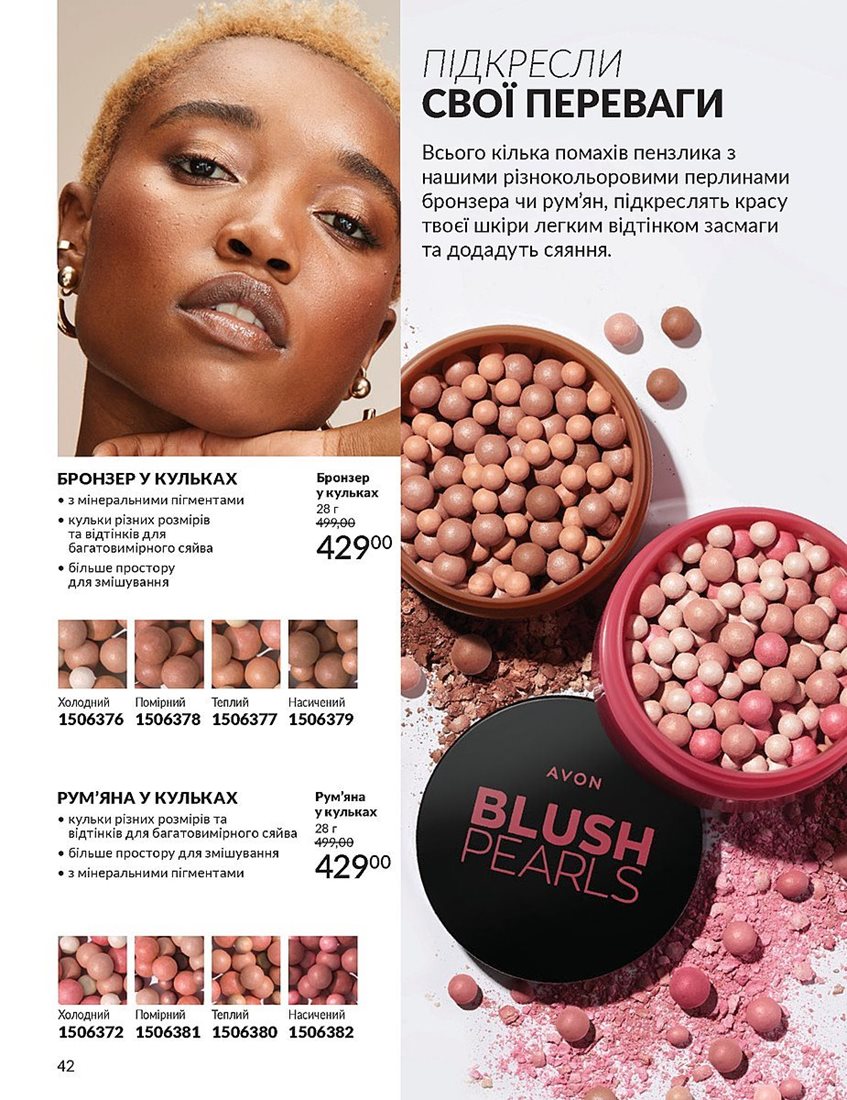 ПІДКРЕСЛИ
СВОЇ ПЕРЕВАГИ
Всього кілька помахів пензлика з
нашими різнокольоровими перлинами
бронзера чи рум’ян, підкреслять красу
твоєї шкіри легким відтінком засмаги
та додадуть сяяння.
БРОНЗЕР У КУЛЬКАХ
• з мінеральними пігментами
• кульки різних розмірів
та відтінків для
багатовимірного сяйва
• більше простору
для змішування
Бронзер
у кульках
28 г
499,00
429 00
Холодний
1506376
Помірний
1506378
Теплий
1506377
Насичений
1506379
РУМ’ЯНА У КУЛЬКАХ
• кульки різних розмірів та
відтінків для багатовимірного сяйва
• більше простору для змішування
• з мінеральними пігментами
Рум’яна
у кульках
28 г
499,00
429 00
Холодний
1506372
Помірний
1506381
Теплий
1506380
Насичений
1506382
AVON
BLUSH
PEARLS
42